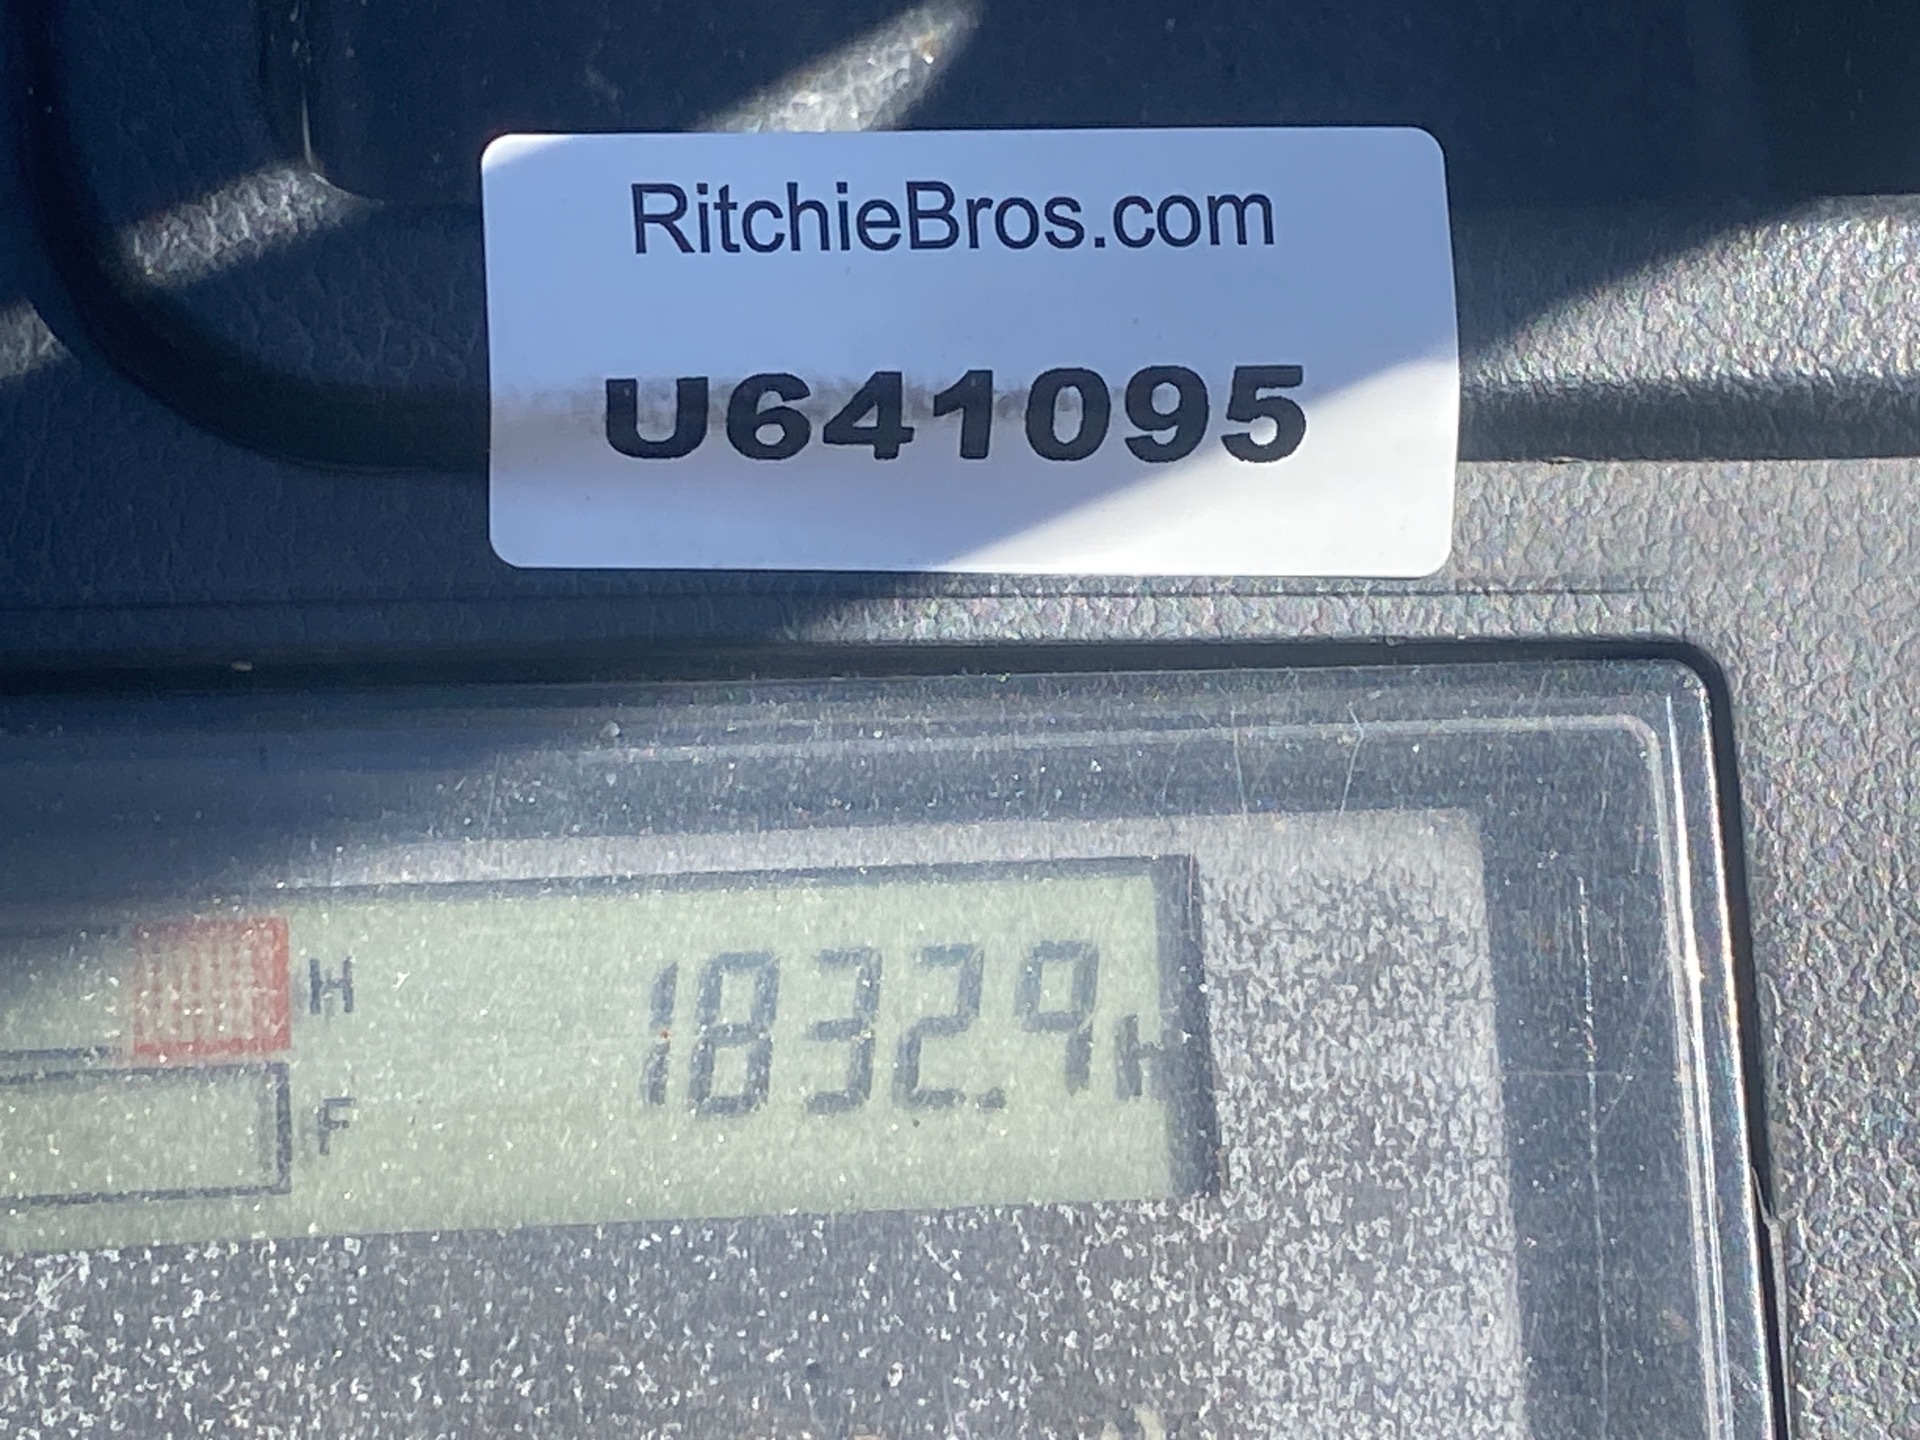 RitchieBros.com
U641095
H 1832.9 h
F